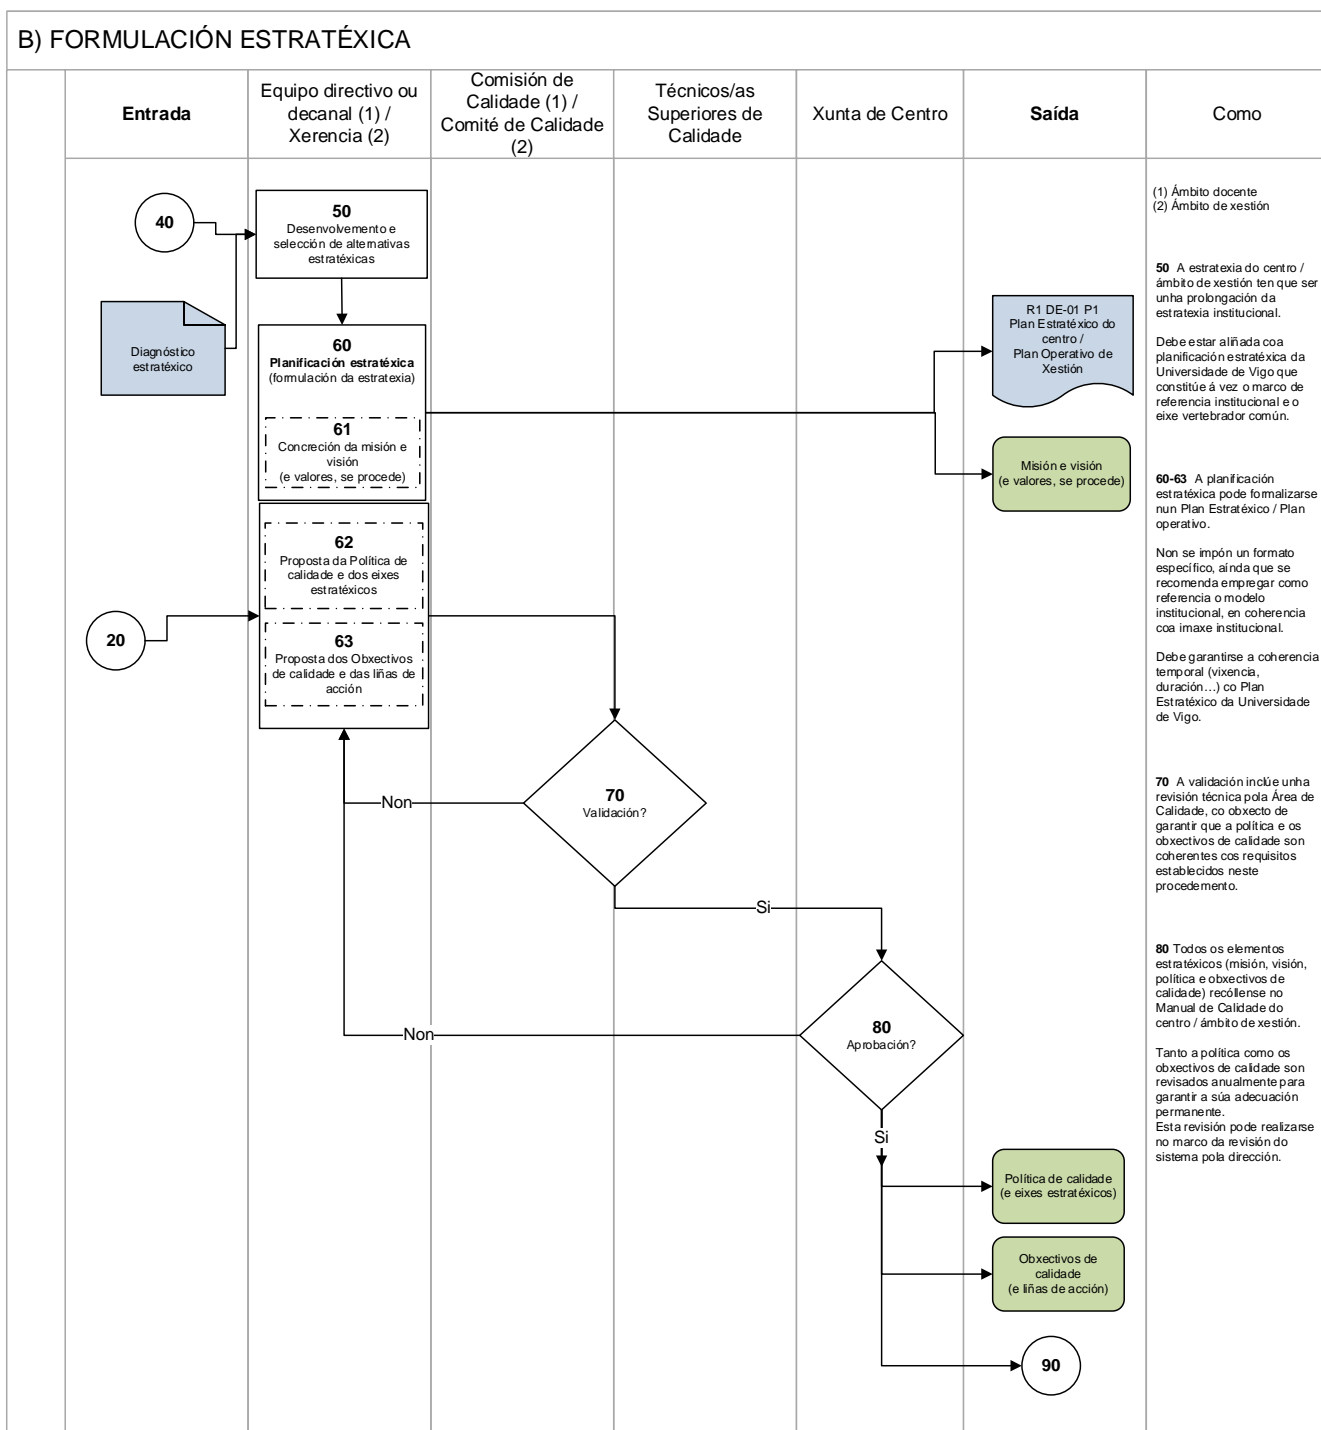 B) FORMULACIÓN ESTRATÉXICA
Entrada
Equipo directivo ou
decanal (1) /
Xerencia (2)
Comisión de
Calidade (1) /
Comité de Calidade
(2)
Técnicos/as
Superiores de
Calidade
Xunta de Centro
Saída
Como
40
50
Desenvolvemento e
selección de alternativas
estratéxicas
Diagnóstico
estratéxico
60
Planificación estratéxica
(formulación da estratexia)
61
Concreción da misión e
visión
(e valores, se procede)
62
Proposta da Política de
calidade e dos eixes
estratéxicos
20
63
Proposta dos Obxectivos
de calidade e das liñas de
acción
70
Validación?
Non
Si
80
Aprobación?
Non
Si
R1 DE-01 P1
Plan Estratéxico do
centro /
Plan Operativo de
Xestión
Misión e visión
(e valores, se procede)
Política de calidade
(e eixes estratéxicos)
Obxectivos de
calidade
(e liñas de acción)
90
(1) Ámbito docente
(2) Ámbito de xestión
50 A estratexia do centro /
ámbito de xestión ten que ser
unha prolongación da
estratexia institucional.
Debe estar aliñada coa
planificación estratéxica da
Universidade de Vigo que
constitúe á vez o marco de
referencia institucional e o
eixe vertebrador común.
60-63 A planificación
estratéxica pode formalizarse
nun Plan Estratéxico / Plan
operativo.
Non se impón un formato
específico, aínda que se
recomenda empregar como
referencia o modelo
institucional, en coherencia
coa imaxe institucional.
Debe garantirse a coherencia
temporal (vixencia,
duración…) co Plan
Estratéxico da Universidade
de Vigo.
70 A validación inclúe unha
revisión técnica pola Área de
Calidade, co obxecto de
garantir que a política e os
obxectivos de calidade son
coherentes cos requisitos
establecidos neste
procedemento.
80 Todos os elementos
estratéxicos (misión, visión,
política e obxectivos de
calidade) recóllense no
Manual de Calidade do
centro / ámbito de xestión.
Tanto a política como os
obxectivos de calidade son
revisados anualmente para
garantir a súa adecuación
permanente.
Esta revisión pode realizarse
no marco da revisión do
sistema pola dirección.